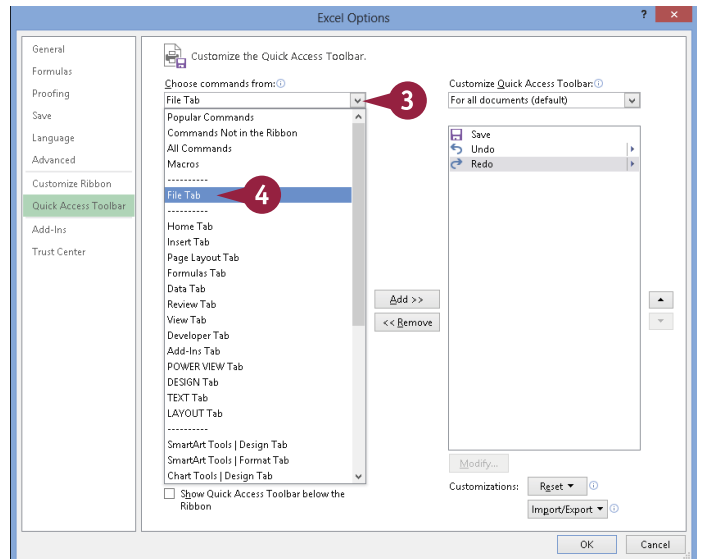 Excel Options
?
General
Formulas
Proofing
Save
Language
Advanced
Customize Ribbon
Quick Access Toolbar
Add-Ins
Trust Center
Customize the Quick Access Toolbar.
Choose commands from:
File Tab
3
Popular Commands
Commands Not in the Ribbon
All Commands
Macros
----------
File Tab
4
----------
Home Tab
Insert Tab
Page Layout Tab
Formulas Tab
Data Tab
Review Tab
View Tab
Developer Tab
Add-Ins Tab
POWER VIEW Tab
DESIGN Tab
TEXT Tab
LAYOUT Tab
----------
SmartArt Tools | Design Tab
SmartArt Tools | Format Tab
Chart Tools | Design Tab
Show Quick Access Toolbar below the
Ribbon
Add >>
<< Remove
Customize Quick Access Toolbar:
For all documents (default)
Save
Undo
Redo
Modify...
Customizations:
Reset
Import/Export
OK
Cancel